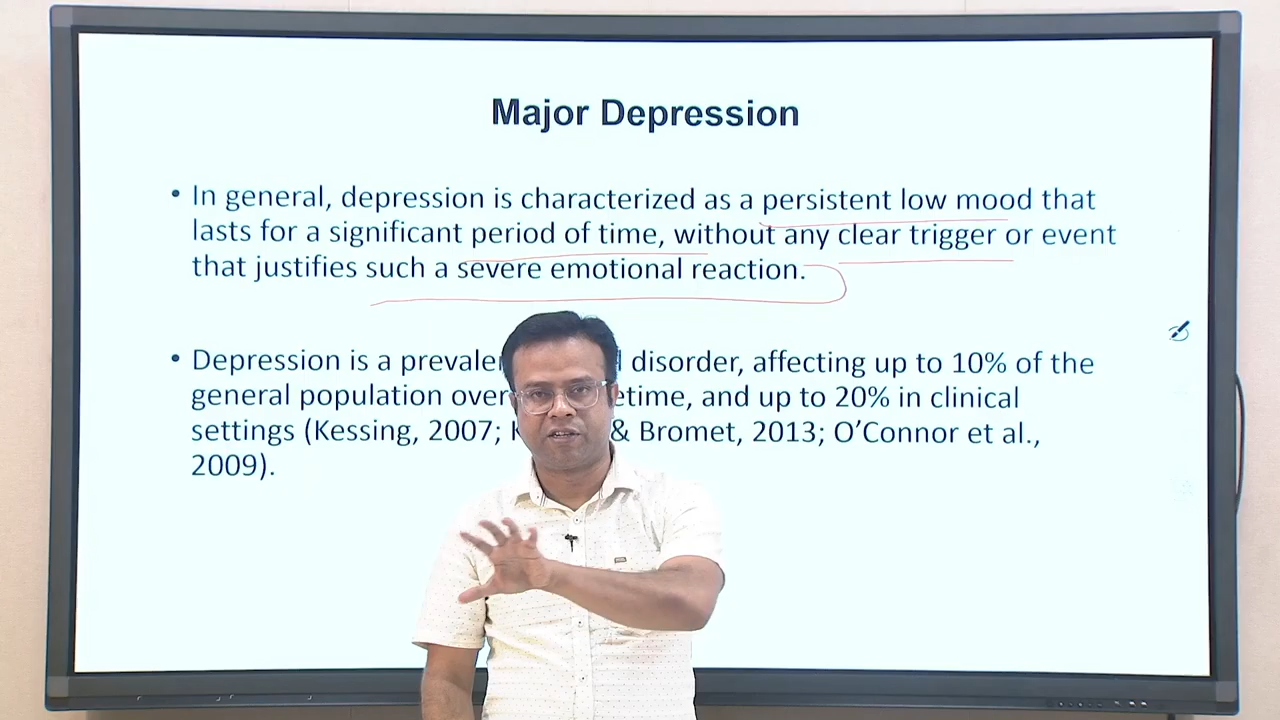 Major Depression
• In general, depression is characterized as a persistent low mood that
lasts for a significant period of time, without any clear trigger or event
that justifies such a severe emotional reaction.
• Depression is a disorder, affecting up to 10% of the
general population over and up to 20% in clinical
settings (Kessing, 2007; & Bromet, 2013; O’Connor et al.,
2009).